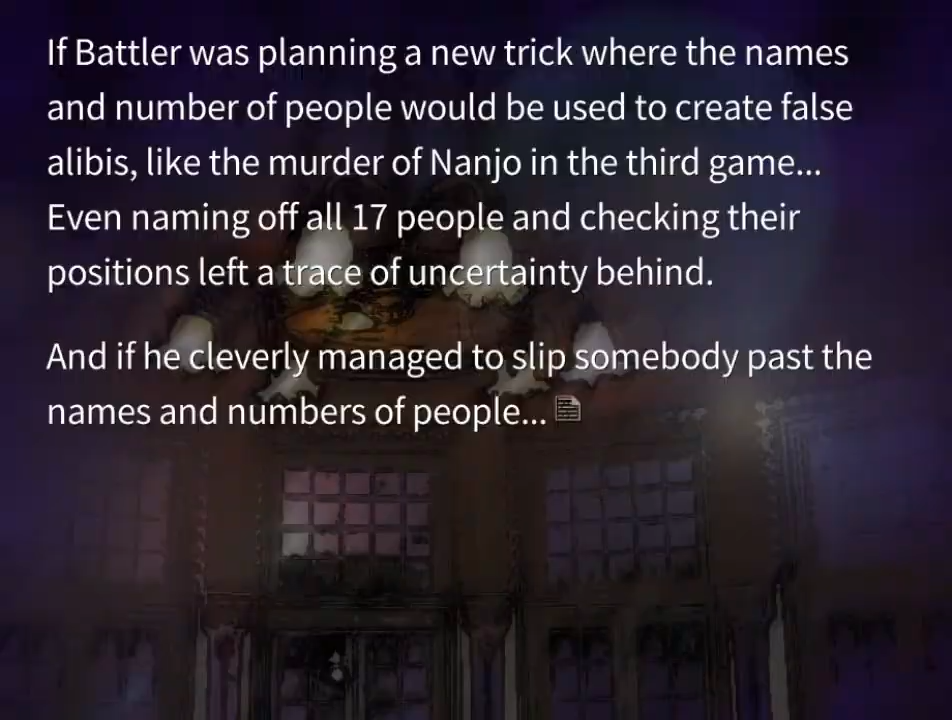 If Battler was planning a new trick where the names
and number of people would be used to create false
alibis, like the murder of Nanjo in the third game...
Even naming off all 17 people and checking their
positions left a trace of uncertainty behind.
And if he cleverly managed to slip somebody past the
names and numbers of people...